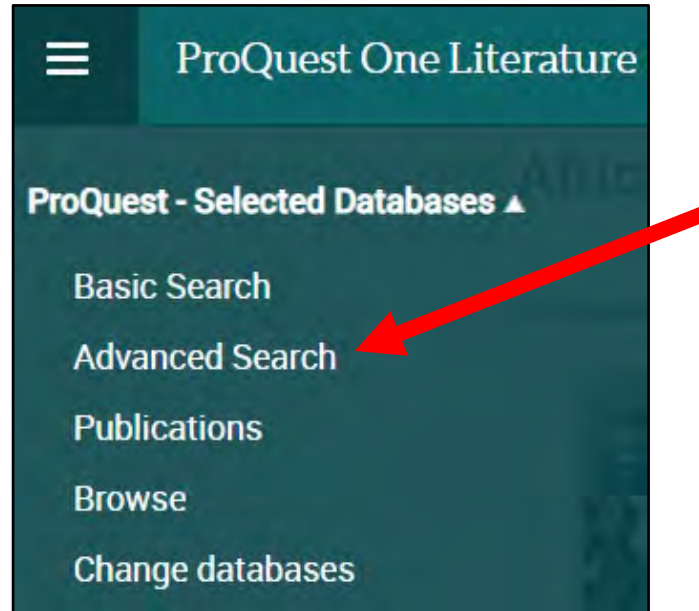 ProQuest One Literature
ProQuest - Selected Databases ▲
Basic Search
Advanced Search
Publications
Browse
Change databases